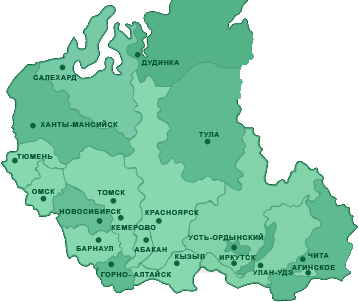 ДУДИНКА
САЛЕХАРД
ХАНТЫ-МАНСИЙСК
ТУЛА
ТЮМЕНЬ
ОМСК
ТОМСК
НОВОСИБИРСК
КРАСНОЯРСК
КЕМЕРОВО
УСТЬ-ОРДЫНСКИЙ
БАРНАУЛ
АБАКАН
КЫЗЫЛ
ИРКУТСК
ЧИТА
ГОРНО- АЛТАЙСК
УЛАН-УДЭ
АГИНСКОЕ